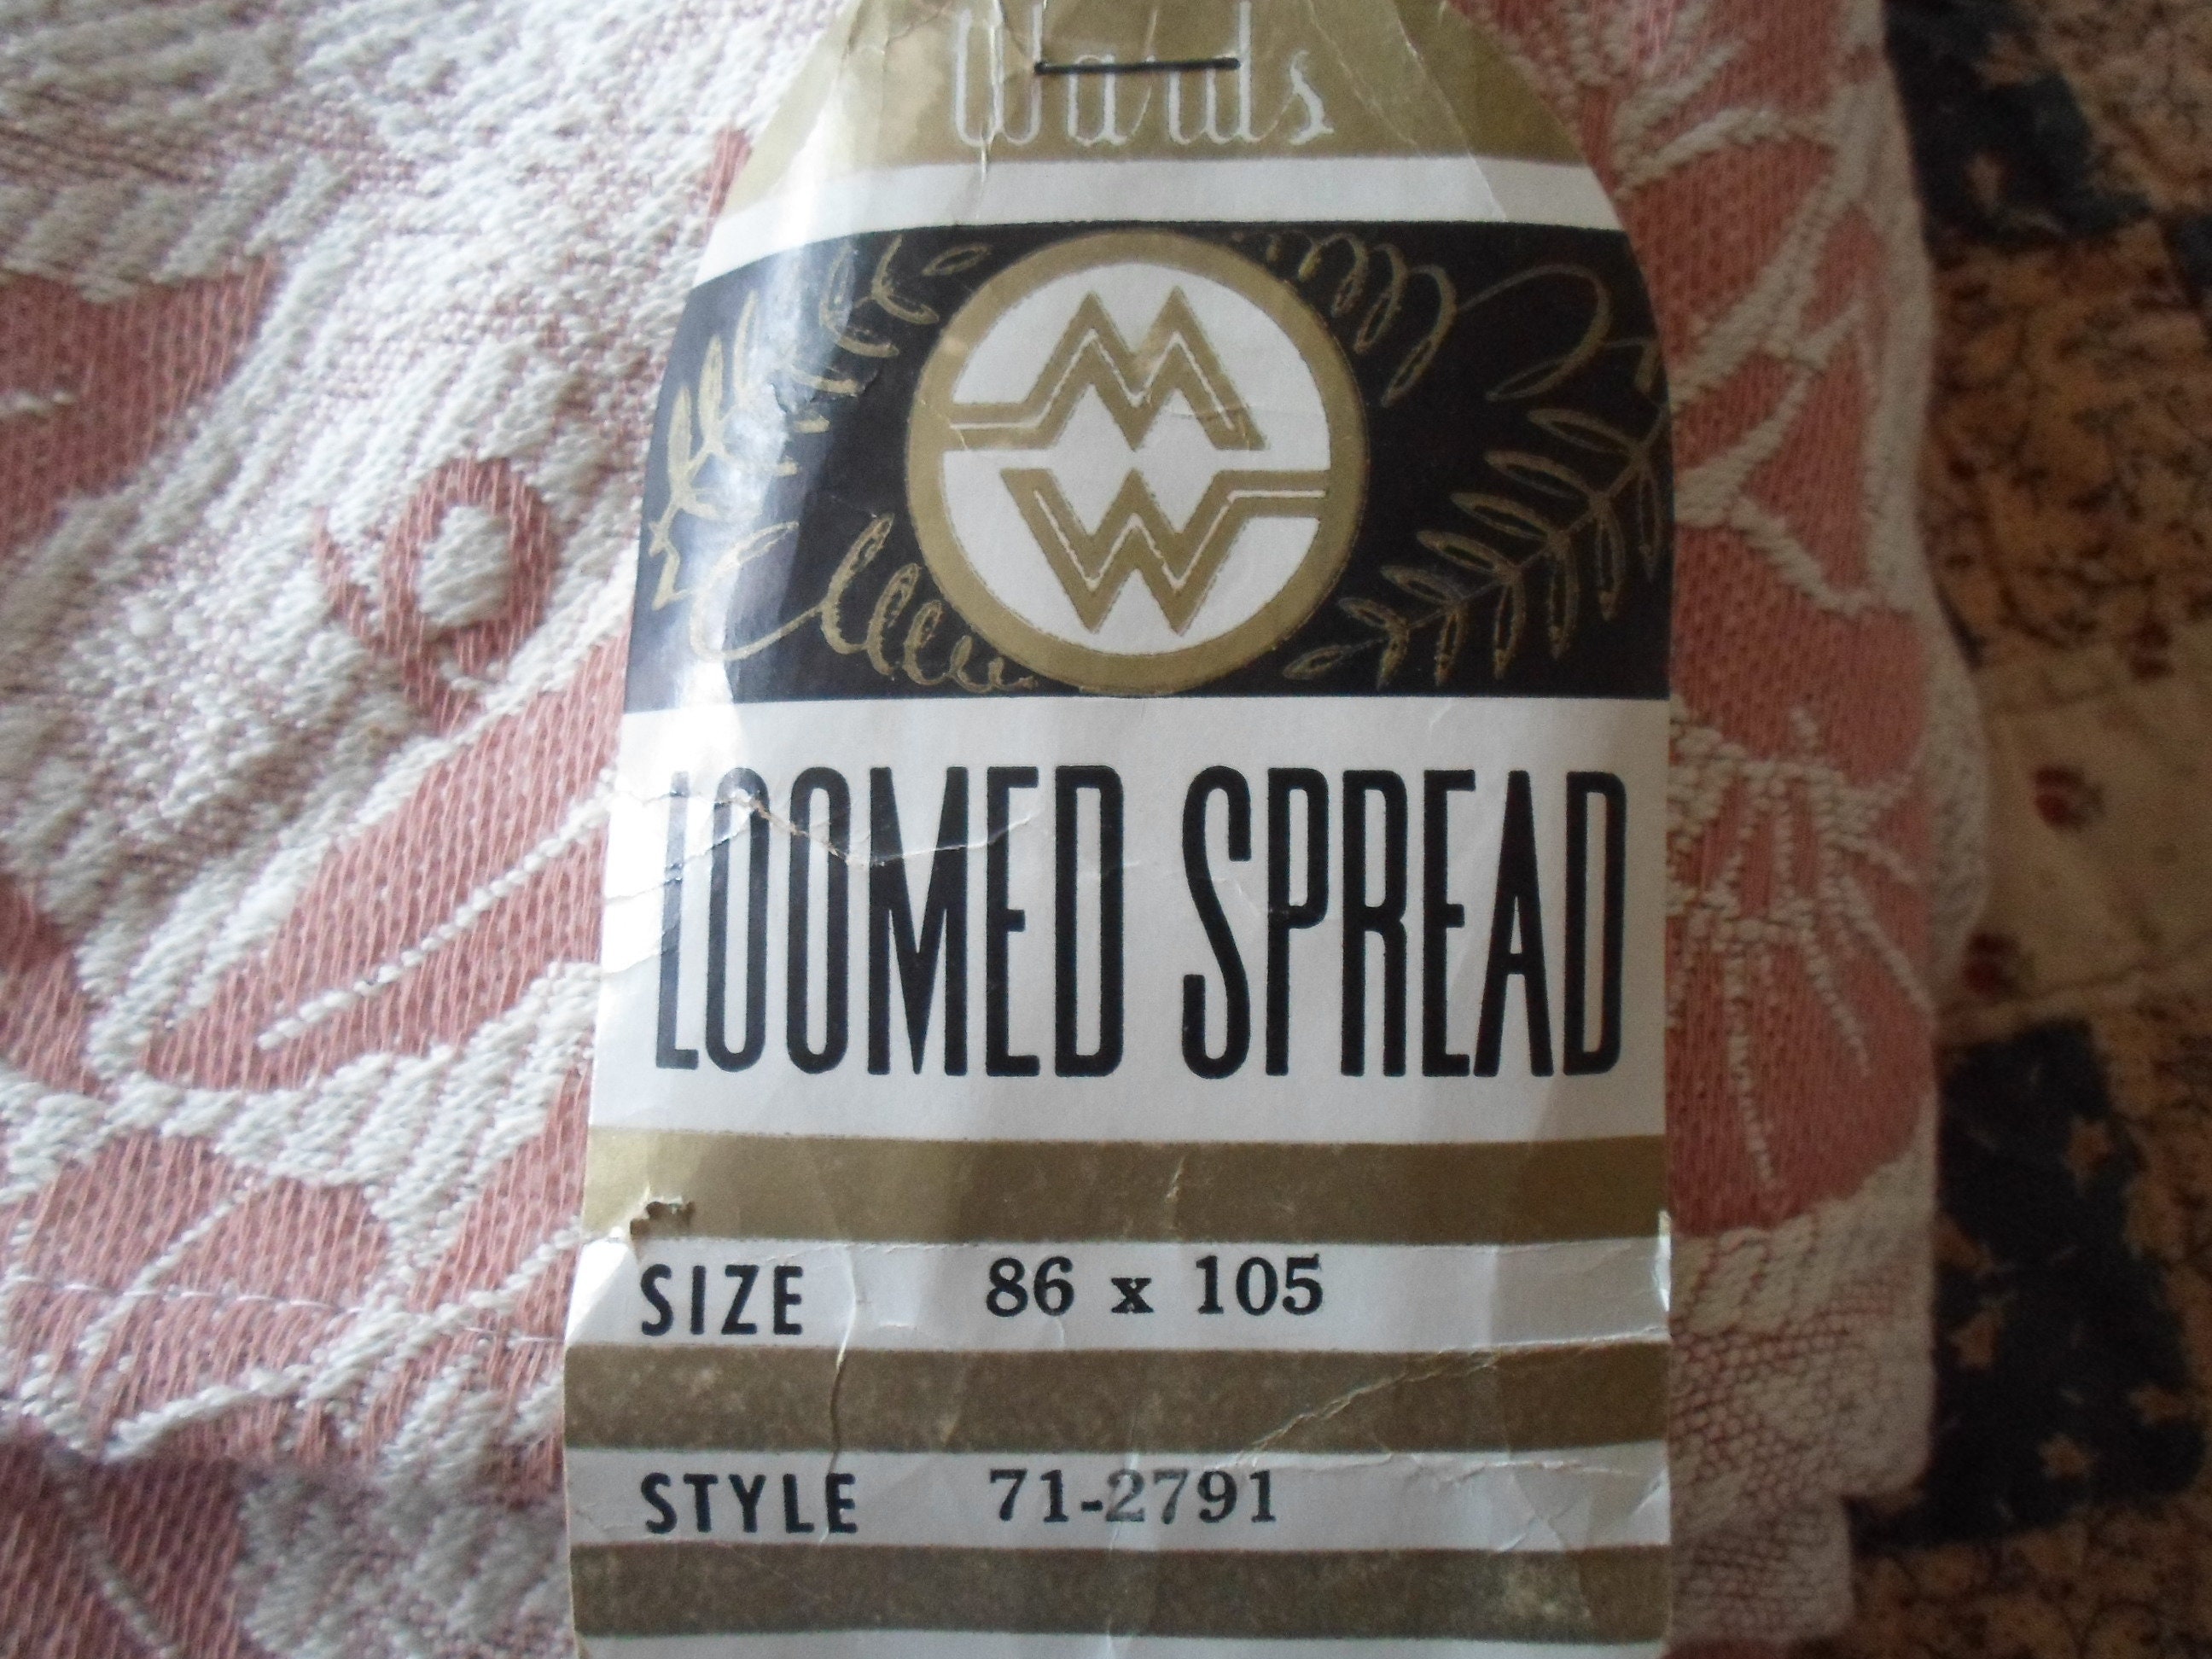 Wards
MW
LOOMED SPREAD
SIZE 86 x 105
STYLE 71-2791